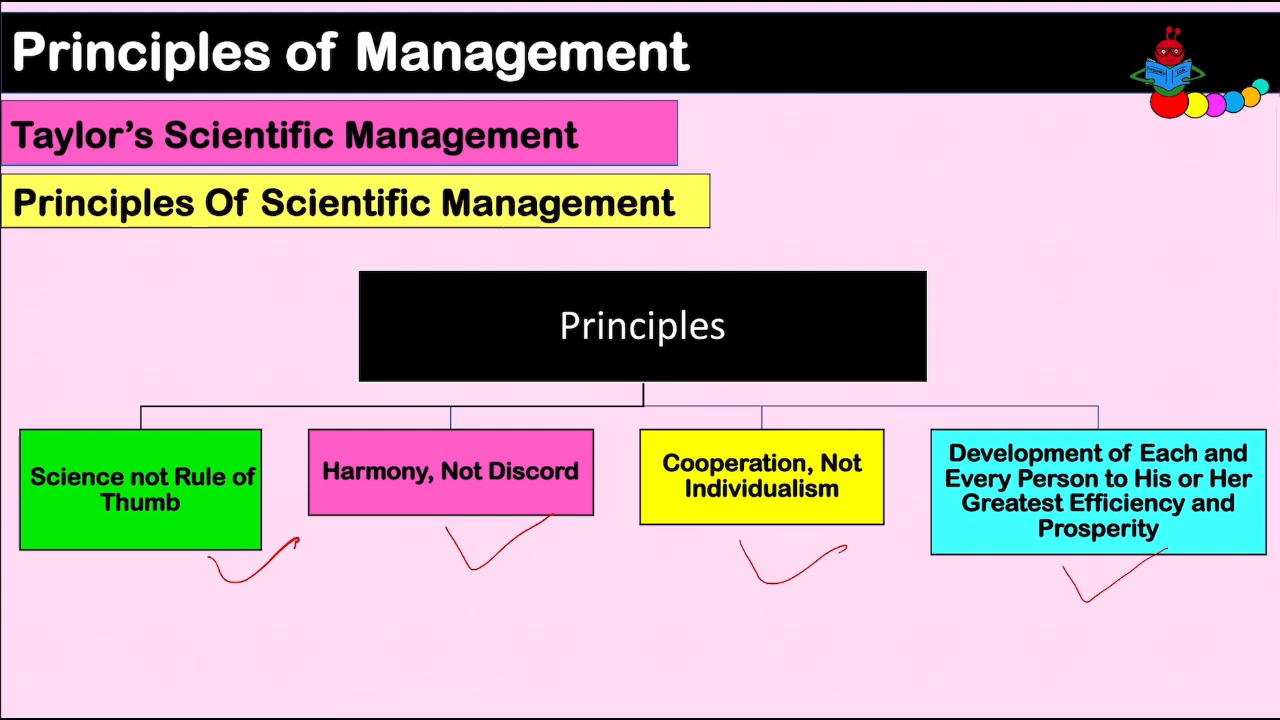 Principles of Management
Taylor's Scientific Management
Principles Of Scientific Management
Principles
Science not Rule of
Thumb
Harmony, Not Discord
Cooperation, Not
Individualism
Development of Each and
Every Person to His or Her
Greatest Efficiency and
Prosperity